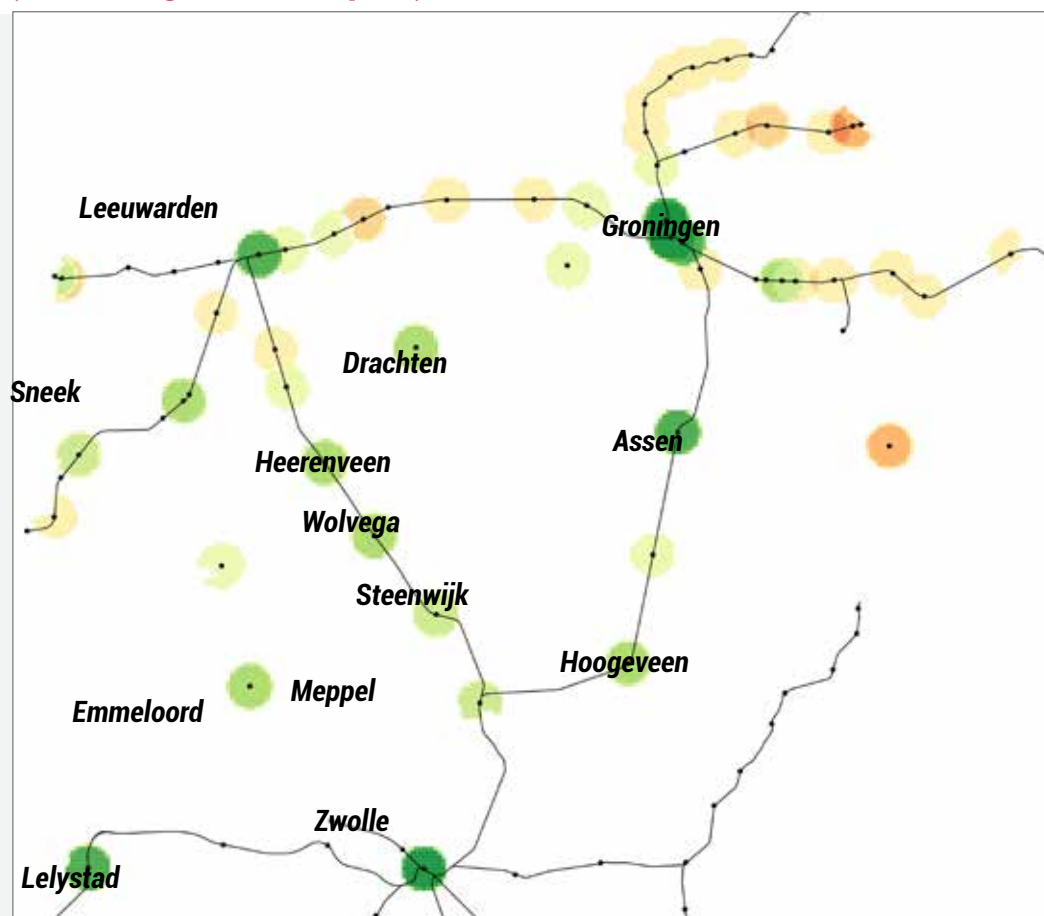 Leeuwarden
Groningen
Drachten
Sneek
Assen
Heerenveen
Wolvega
Steenwijk
Hoogeveen
Meppel
Emmeloord
Zwolle
Lelystad